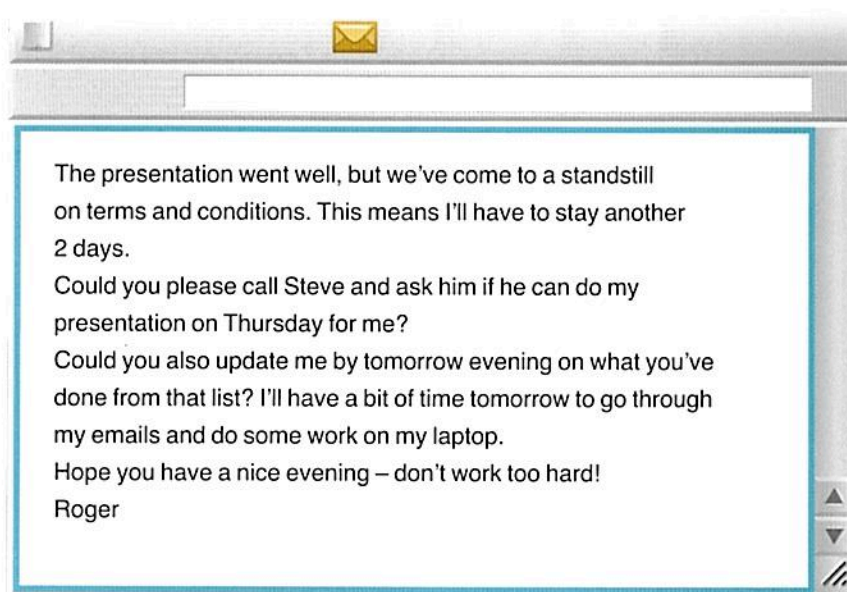 The presentation went well, but we've come to a standstill
on terms and conditions. This means I'll have to stay another
2 days.
Could you please call Steve and ask him if he can do my
presentation on Thursday for me?
Could you also update me by tomorrow evening on what you've
done from that list? I'll have a bit of time tomorrow to go through
my emails and do some work on my laptop.
Hope you have a nice evening – don't work too hard!
Roger